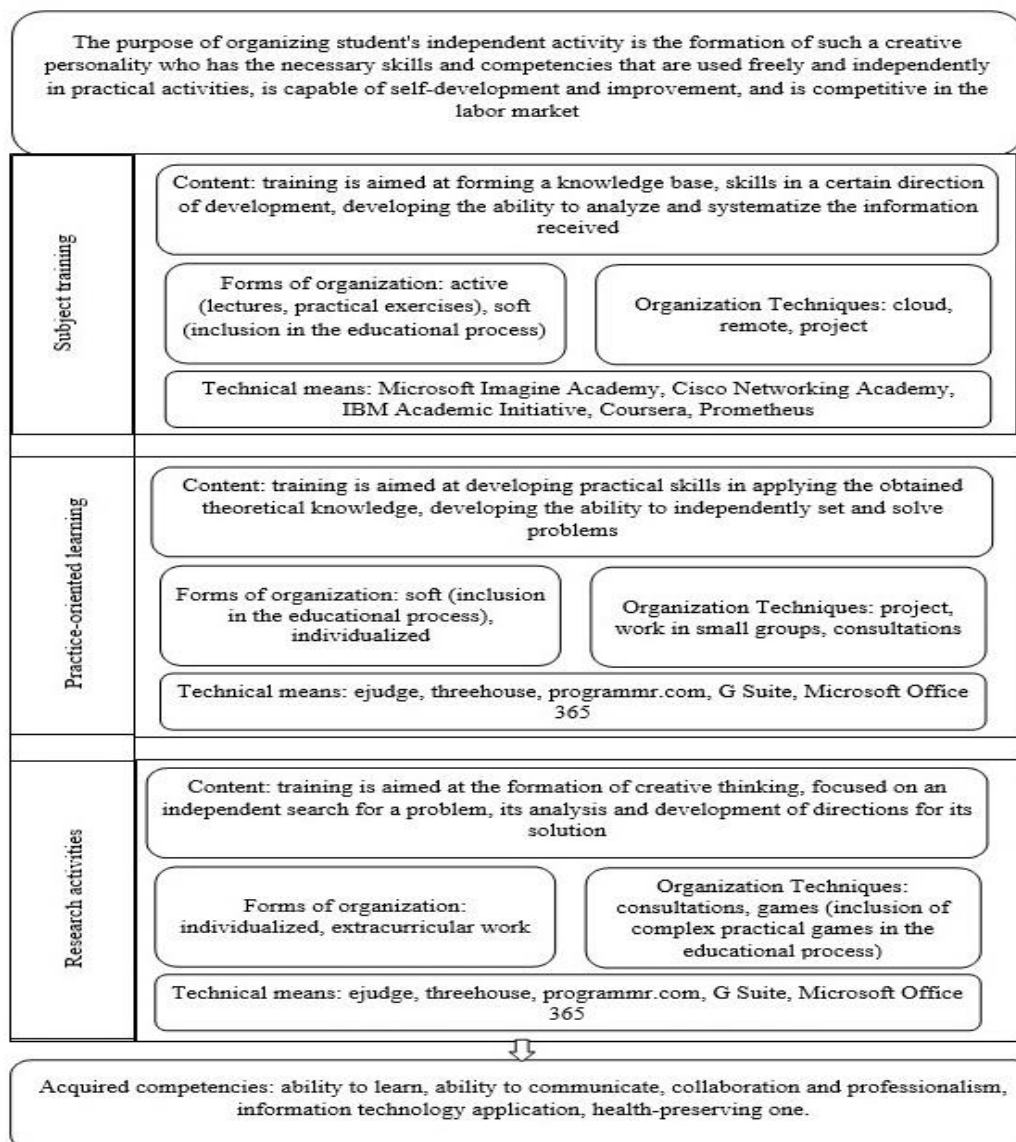 The purpose of organizing student's independent activity is the formation of such a creative
personality who has the necessary skills and competencies that are used freely and independently
in practical activities, is capable of self-development and improvement, and is competitive in the
labor market
Subject training
Content: training is aimed at forming a knowledge base, skills in a certain direction
of development, developing the ability to analyze and systematize the information
received
Forms of organization: active
(lectures, practical exercises), soft
(inclusion in the educational process)
Organization Techniques: cloud,
remote, project
Technical means: Microsoft Imagine Academy, Cisco Networking Academy,
IBM Academic Initiative, Coursera, Prometheus
Practice-oriented learning
Content: training is aimed at developing practical skills in applying the obtained
theoretical knowledge, developing the ability to independently set and solve
problems
Forms of organization: soft (inclusion
in the educational process),
individualized
Organization Techniques: project,
work in small groups, consultations
Technical means: ejudge, threehouse, programmr.com, G Suite, Microsoft Office
365
Research activities
Content: training is aimed at the formation of creative thinking, focused on an
independent search for a problem, its analysis and development of directions for its
solution
Forms of organization:
individualized, extracurricular work
Organization Techniques:
consultations, games (inclusion of
complex practical games in the
educational process)
Technical means: ejudge, threehouse, programmr.com, G Suite, Microsoft Office
365
Acquired competencies: ability to learn, ability to communicate, collaboration and professionalism,
information technology application, health-preserving one.